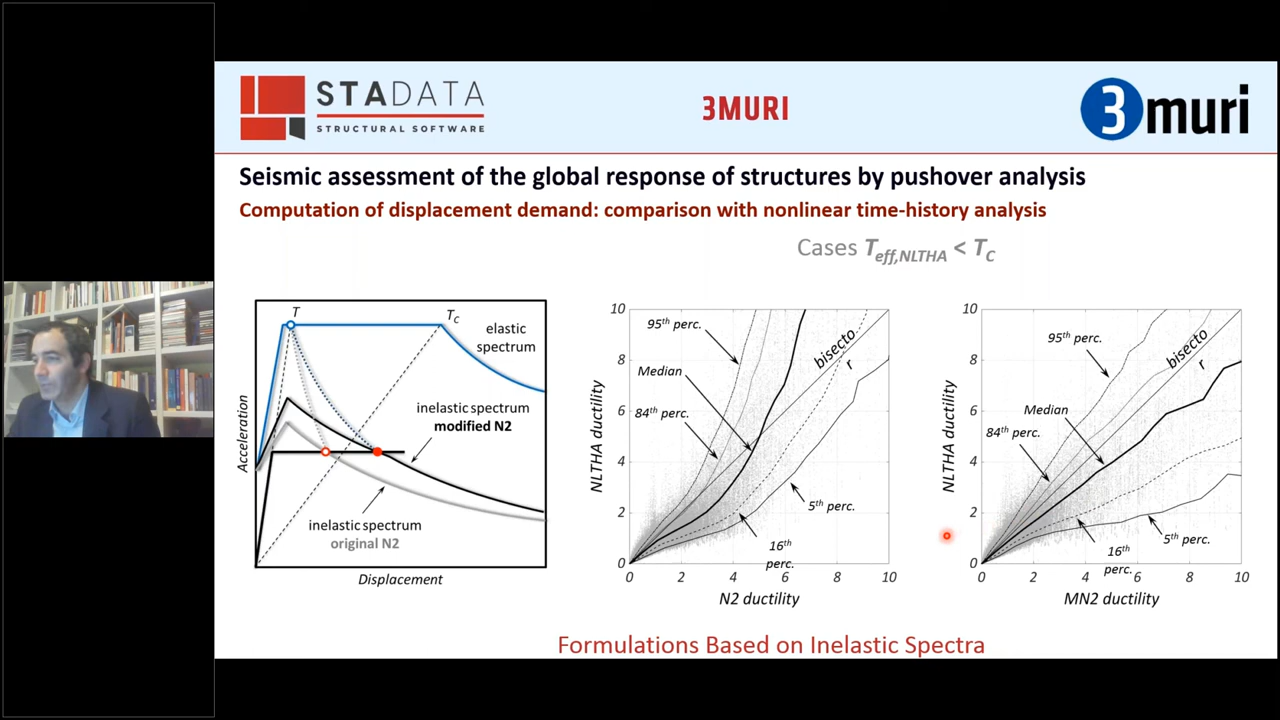 STADATA
STRUCTURAL SOFTWARE
3MURI
3muri
Seismic assessment of the global response of structures by pushover analysis
Computation of displacement demand: comparison with nonlinear time-history analysis
Cases Teff,NLTHA < TC
T
TC
elastic
spectrum
inelastic spectrum
modified N2
inelastic spectrum
original N2
Acceleration
Displacement
10
8
6
4
2
0
0 2 4 6 8 10
NLTHA ductility
N2 ductility
95th perc.
Median
84th perc.
bisecto
r
5th perc.
16th
perc.
10
8
6
4
2
0
0 2 4 6 8 10
NLTHA ductility
MN2 ductility
95th perc.
bisecto
r
Median
84th perc.
5th perc.
16th
perc.
Formulations Based on Inelastic Spectra